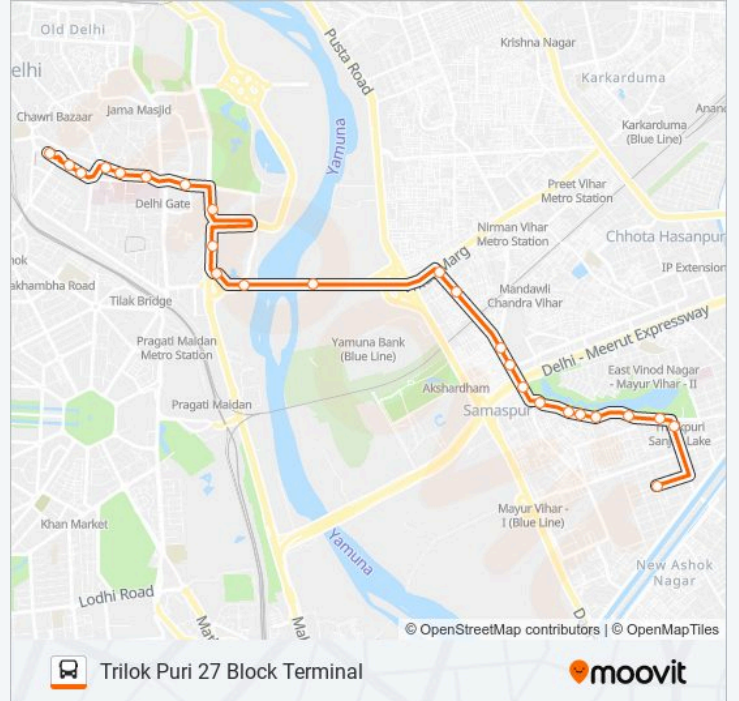 Old Delhi
Krishna Nagar
elhi
Pusta Road
Karkarduma
Jama Masjid
Chawri Bazaar
Anand
Karkarduma
(Blue Line)
Yamuna
Preet Vihar
Metro Station
Delhi Gate
Nirman Vihar
Metro Station
Chhota Hasanpur
ok
Marg
IP Extension
akhambha Road
Mandawli
Chandra Vihar
Tilak Bridge
Delhi - Meerut Expressway
Pragati Maidan
Metro Station
Yamuna Bank
(Blue Line)
East Vinod Nagar
- Mayur Vihar - II
Akshardham
Pragati Maidan
Samaspur
Sanjay Lake
Mayur Vihar -
I (Blue Line)
Khan Market
Yamuna
New Ashok
Nagar
Lodhi Road
Mat
Ma
D
© OpenStreetMap contributors | © OpenMapTiles
Trilok Puri 27 Block Terminal
moovit